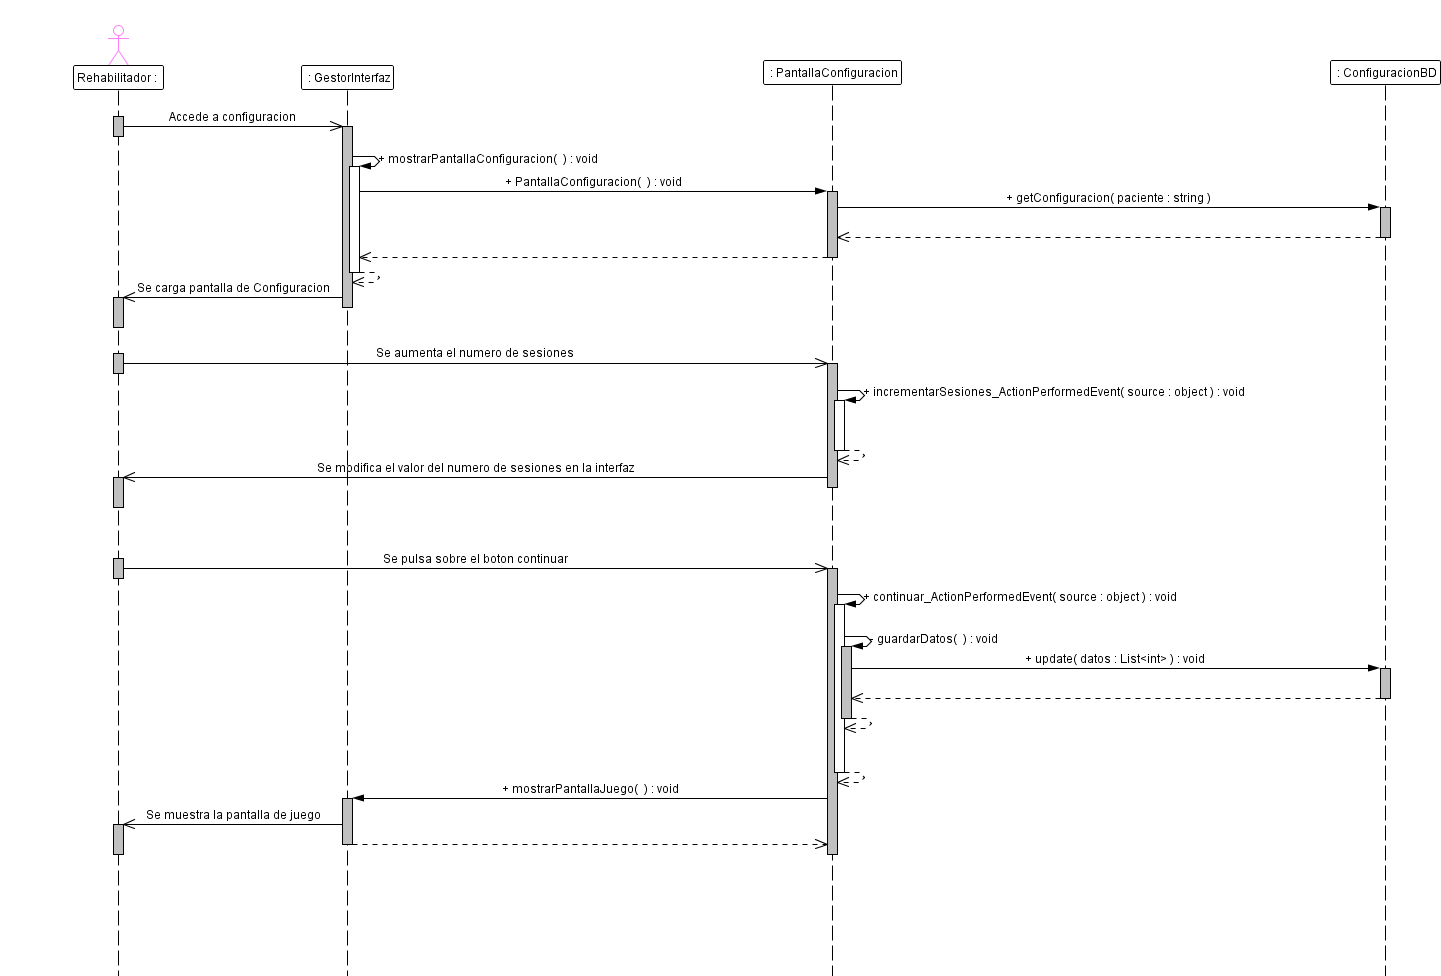 Rehabilitador :
: GestorInterfaz
: PantallaConfiguracion
: ConfiguracionBD
Accede a configuracion
+ mostrarPantallaConfiguracion( ) : void
+ PantallaConfiguracion( ) : void
+ getConfiguracion( paciente : string )
Se carga pantalla de Configuracion
Se aumenta el numero de sesiones
+ incrementarSesiones_ActionPerformedEvent( source : object ) : void
Se modifica el valor del numero de sesiones en la interfaz
Se pulsa sobre el boton continuar
+ continuar_ActionPerformedEvent( source : object ) : void
- guardarDatos( ) : void
+ update( datos : List<int> ) : void
+ mostrarPantallaJuego( ) : void
Se muestra la pantalla de juego